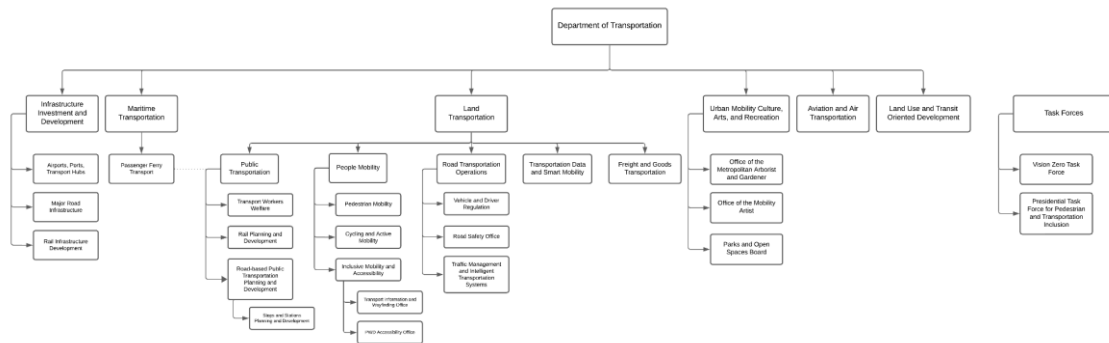 Department of Transportation
Infrastructure
Investment and
Development
Maritime
Transportation
Land
Transportation
Urban Mobility Culture,
Arts, and Recreation
Aviation and Air
Transportation
Land Use and Transit
Oriented Development
Task Forces
Airports, Ports,
Transport Hubs
Passenger Ferry
Transport
Public
Transportation
People Mobility
Road Transportation
Operations
Transportation Data
and Smart Mobility
Freight and Goods
Transportation
Office of the
Metropolitan Arborist
and Gardener
Vision Zero Task
Force
Major Road
Infrastructure
Transport Workers
Welfare
Pedestrian Mobility
Vehicle and Driver
Regulation
Office of the Mobility
Artist
Presidential Task
Force for Pedestrian
and Transportation
Inclusion
Rail Infrastructure
Development
Rail Planning and
Development
Cycling and Active
Mobility
Road Safety Office
Parks and Open
Spaces Board
Road-based Public
Transportation
Planning and
Development
Inclusive Mobility and
Accessibility
Traffic Management
and Intelligent
Transportation
Systems
Stops and Stations
Planning and Development
Transport Information and
Wayfinding Office
PWD Accessibility Office